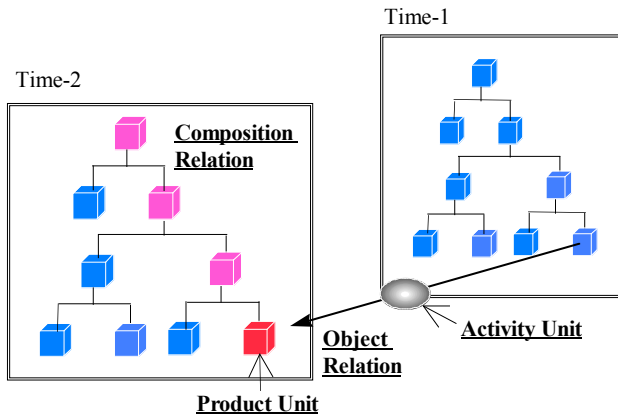 Time-1
Time-2
Composition
Relation
Object
Relation
Activity Unit
Product Unit